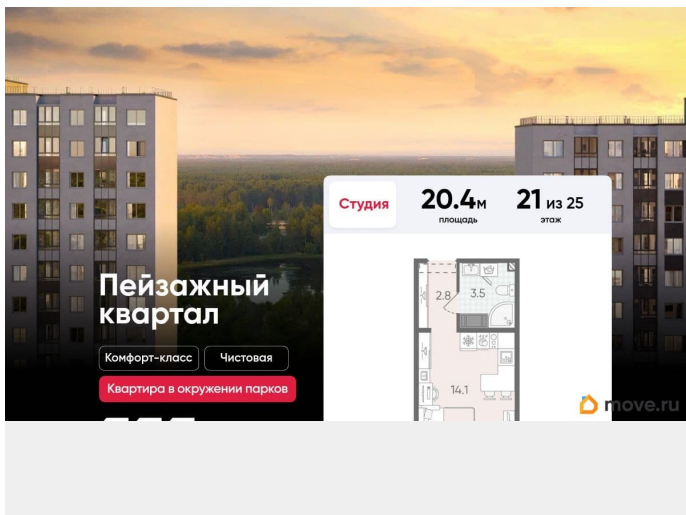 Студия
20.4м
площадь
21 из 25
этаж
2.8
3.5
Пейзажный
квартал
Комфорт-класс
Чистовая
Квартира в окружении парков
14.1
move.ru